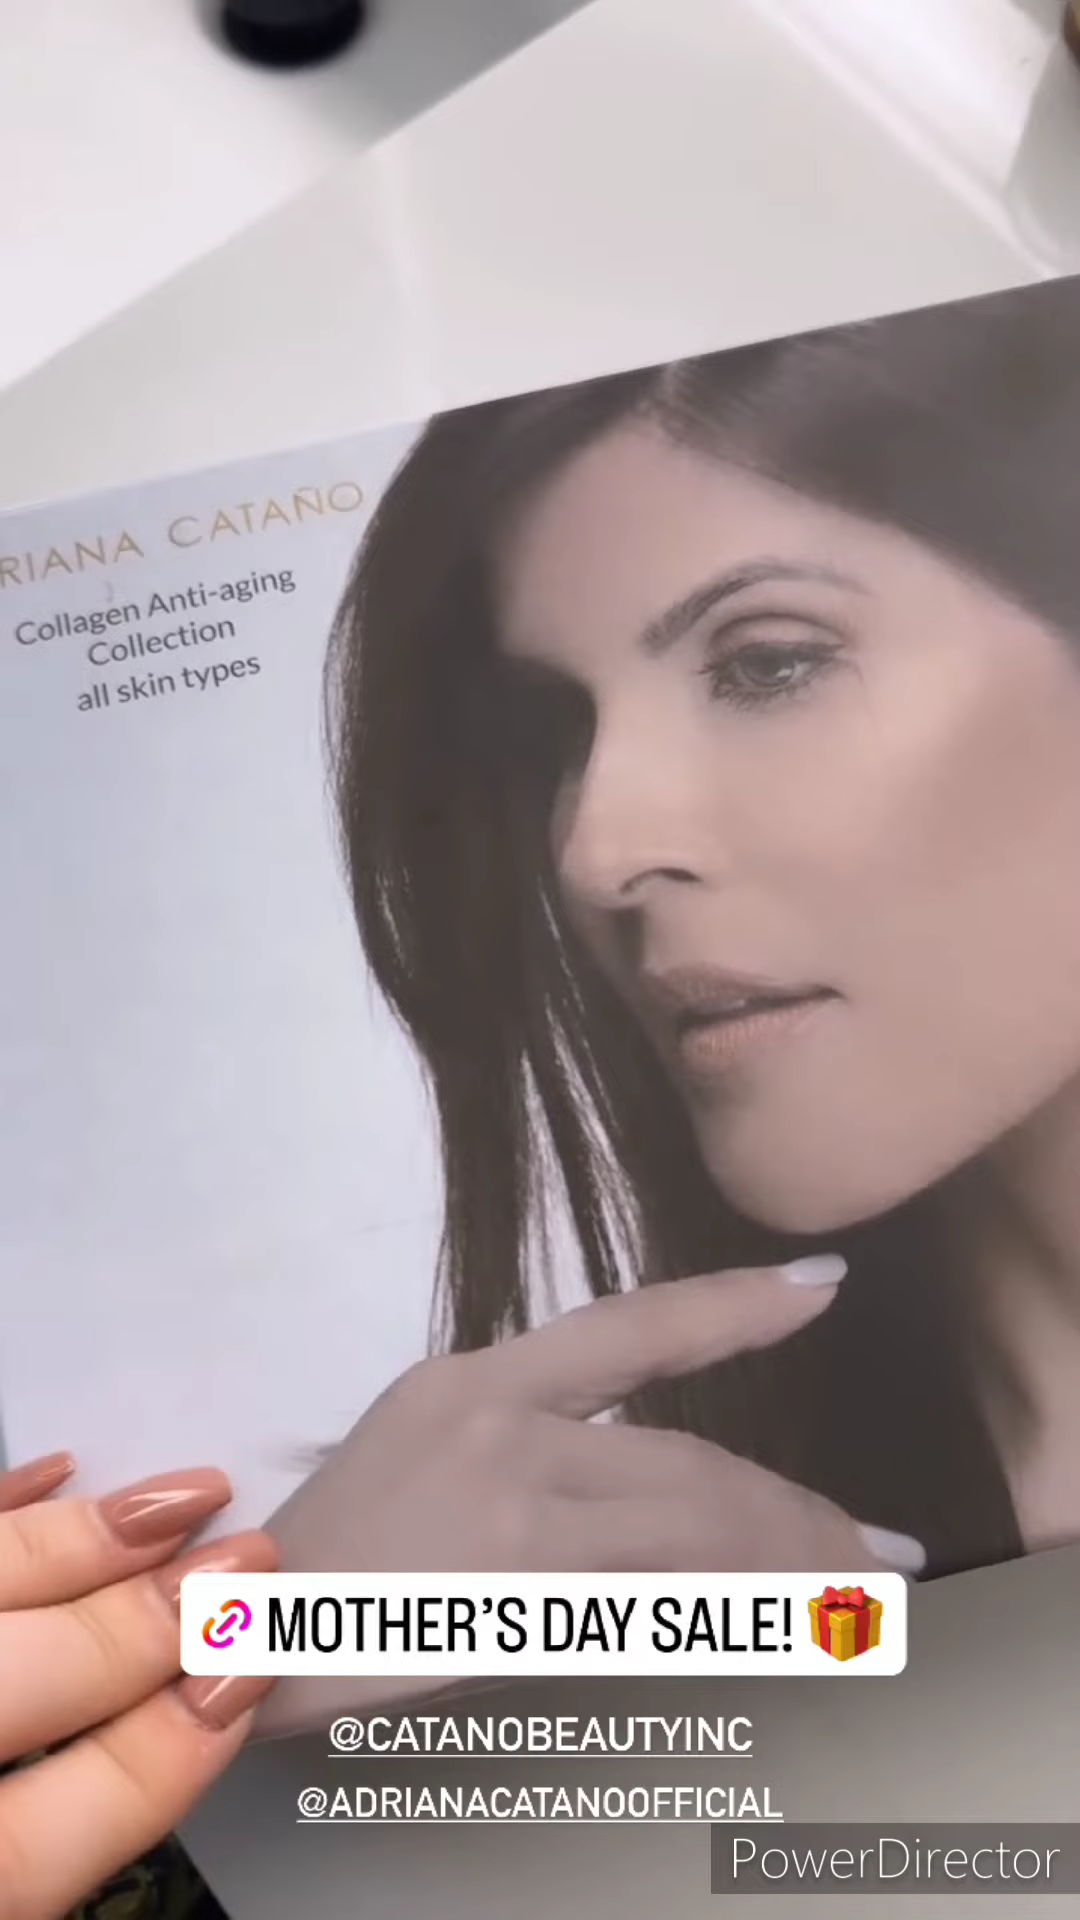 RIANA CATAÑO
Collagen Anti-aging
Collection
all skin types
MOTHER'S DAY SALE!
@CATANOBEAUTYINC
@ADRIANACATANOOFFICIAL
PowerDirector